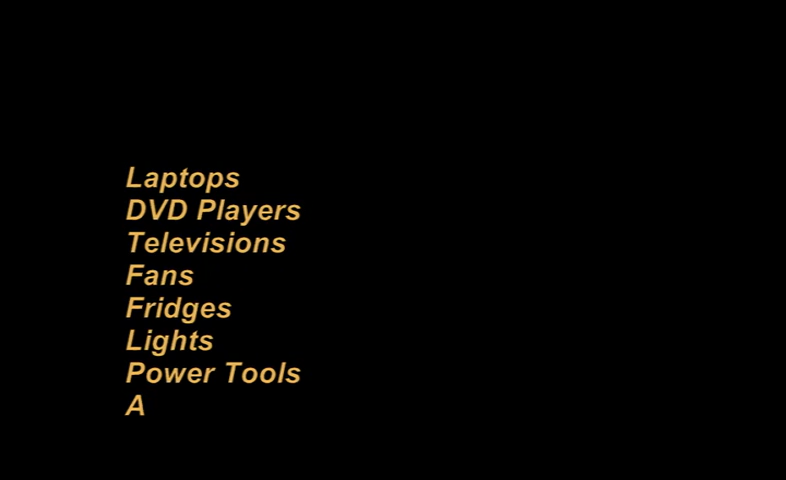 Laptops
DVD Players
Televisions
Fans
Fridges
Lights
Power Tools
A